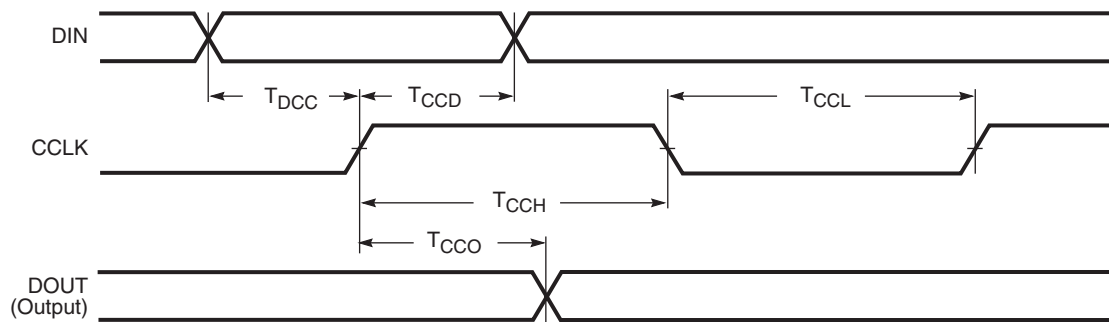 DIN
TDCC
TCCD
TCCL
CCLK
TCCH
TCCO
DOUT
(Output)